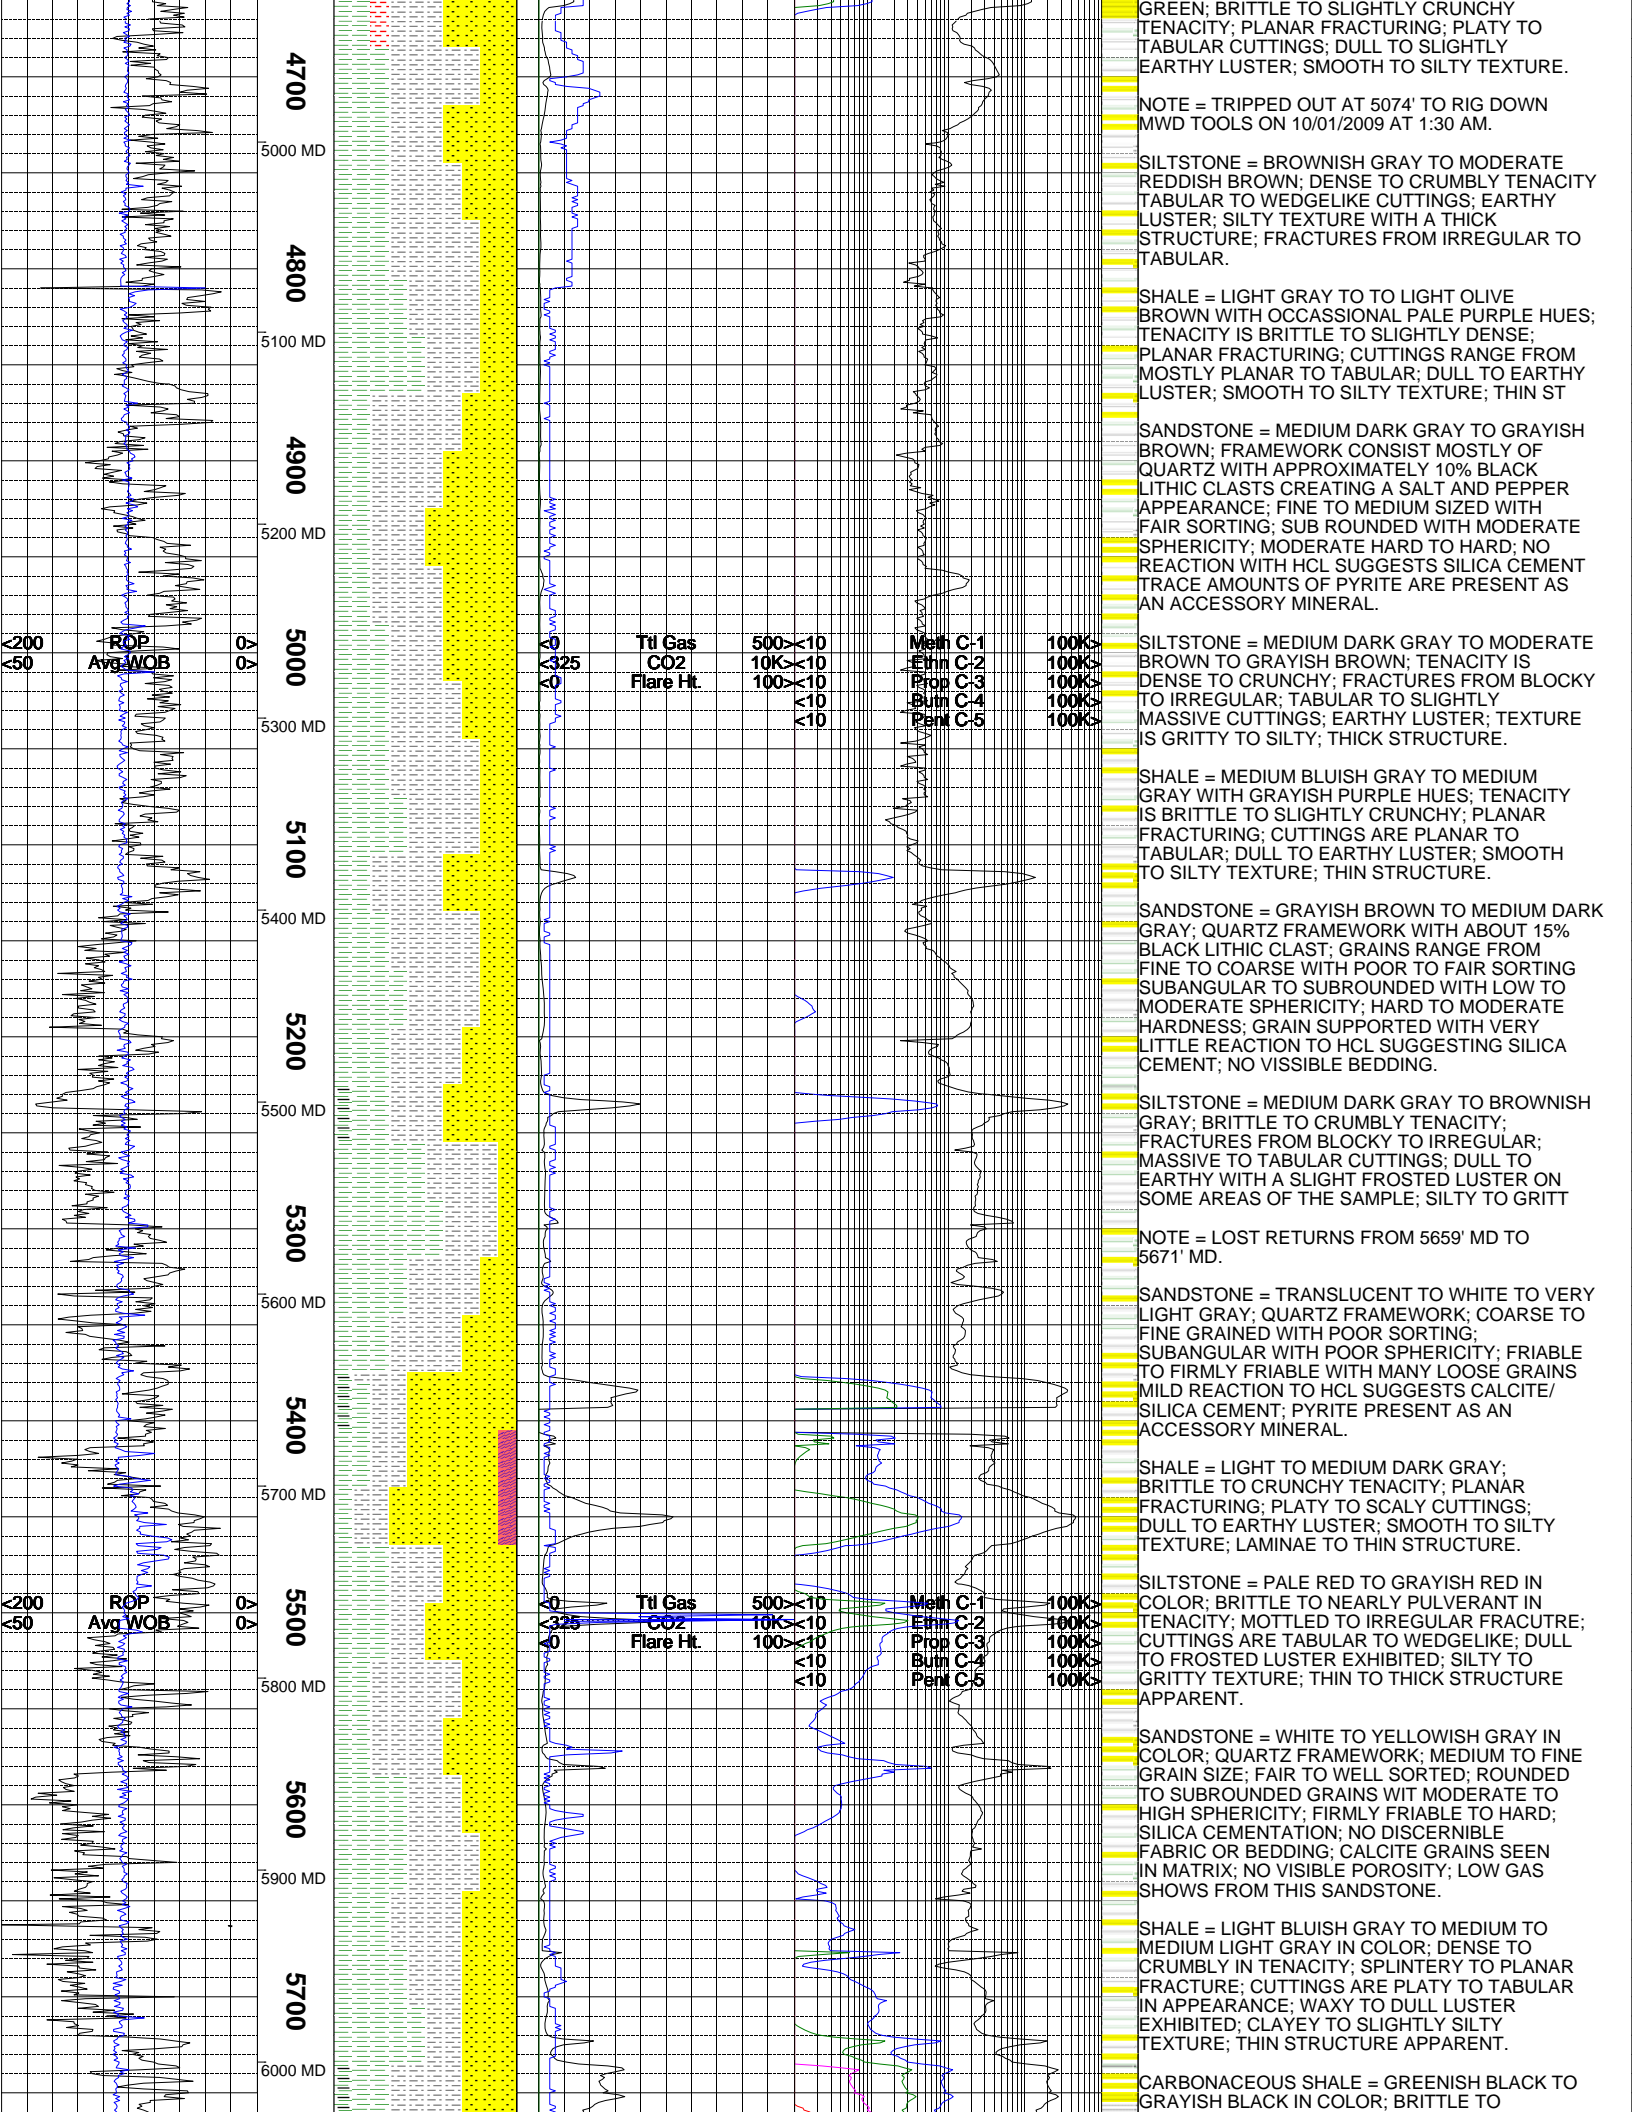 4700
5000 MD
4800
5100 MD
4900
5200 MD
5000
5300 MD
5100
5400 MD
5200
5500 MD
5300
5600 MD
5400
5700 MD
5500
5800 MD
5600
5900 MD
5700
6000 MD
<200 ROP 0>
<50 Avg WOB 0>
<0 Ttl Gas 500>
<325 CO2 10K>
<0 Flare Ht. 100>
<10 Meth C-1 100K>
<10 Ethn C-2 100K>
<10 Prop C-3 100K>
<10 Butn C-4 100K>
<10 Pent C-5 100K>
<200 ROP 0>
<50 Avg WOB 0>
<0 Ttl Gas 500>
<325 CO2 10K>
<0 Flare Ht. 100>
<10 Meth C-1 100K>
<10 Ethn C-2 100K>
<10 Prop C-3 100K>
<10 Butn C-4 100K>
<10 Pent C-5 100K>
GREEN; BRITTLE TO SLIGHTLY CRUNCHY
TENACITY; PLANAR FRACTURING; PLATY TO
TABULAR CUTTINGS; DULL TO SLIGHTLY
EARTHY LUSTER; SMOOTH TO SILTY TEXTURE.
NOTE = TRIPPED OUT AT 5074' TO RIG DOWN
MWD TOOLS ON 10/01/2009 AT 1:30 AM.
SILTSTONE = BROWNISH GRAY TO MODERATE
REDDISH BROWN; DENSE TO CRUMBLY TENACITY
TABULAR TO WEDGELIKE CUTTINGS; EARTHY
LUSTER; SILTY TEXTURE WITH A THICK
STRUCTURE; FRACTURES FROM IRREGULAR TO
TABULAR.
SHALE = LIGHT GRAY TO TO LIGHT OLIVE
BROWN WITH OCCASSIONAL PALE PURPLE HUES;
TENACITY IS BRITTLE TO SLIGHTLY DENSE;
PLANAR FRACTURING; CUTTINGS RANGE FROM
MOSTLY PLANAR TO TABULAR; DULL TO EARTHY
LUSTER; SMOOTH TO SILTY TEXTURE; THIN ST
SANDSTONE = MEDIUM DARK GRAY TO GRAYISH
BROWN; FRAMEWORK CONSIST MOSTLY OF
QUARTZ WITH APPROXIMATELY 10% BLACK
LITHIC CLASTS CREATING A SALT AND PEPPER
APPEARANCE; FINE TO MEDIUM SIZED WITH
FAIR SORTING; SUB ROUNDED WITH MODERATE
SPHERICITY; MODERATE HARD TO HARD; NO
REACTION WITH HCL SUGGESTS SILICA CEMENT
TRACE AMOUNTS OF PYRITE ARE PRESENT AS
AN ACCESSORY MINERAL.
SILTSTONE = MEDIUM DARK GRAY TO MODERATE
BROWN TO GRAYISH BROWN; TENACITY IS
DENSE TO CRUNCHY; FRACTURES FROM BLOCKY
TO IRREGULAR; TABULAR TO SLIGHTLY
MASSIVE CUTTINGS; EARTHY LUSTER; TEXTURE
IS GRITTY TO SILTY; THICK STRUCTURE.
SHALE = MEDIUM BLUISH GRAY TO MEDIUM
GRAY WITH GRAYISH PURPLE HUES; TENACITY
IS BRITTLE TO SLIGHTLY CRUNCHY; PLANAR
FRACTURING; CUTTINGS ARE PLANAR TO
TABULAR; DULL TO EARTHY LUSTER; SMOOTH
TO SILTY TEXTURE; THIN STRUCTURE.
SANDSTONE = GRAYISH BROWN TO MEDIUM DARK
GRAY; QUARTZ FRAMEWORK WITH ABOUT 15%
BLACK LITHIC CLAST; GRAINS RANGE FROM
FINE TO COARSE WITH POOR TO FAIR SORTING
SUBANGULAR TO SUBROUNDED WITH LOW TO
MODERATE SPHERICITY; HARD TO MODERATE
HARDNESS; GRAIN SUPPORTED WITH VERY
LITTLE REACTION TO HCL SUGGESTING SILICA
CEMENT; NO VISSIBLE BEDDING.
SILTSTONE = MEDIUM DARK GRAY TO BROWNISH
GRAY; BRITTLE TO CRUMBLY TENACITY;
FRACTURES FROM BLOCKY TO IRREGULAR;
MASSIVE TO TABULAR CUTTINGS; DULL TO
EARTHY WITH A SLIGHT FROSTED LUSTER ON
SOME AREAS OF THE SAMPLE; SILTY TO GRITT
NOTE = LOST RETURNS FROM 5659' MD TO
5671' MD.
SANDSTONE = TRANSLUCENT TO WHITE TO VERY
LIGHT GRAY; QUARTZ FRAMEWORK; COARSE TO
FINE GRAINED WITH POOR SORTING;
SUBANGULAR WITH POOR SPHERICITY; FRIABLE
TO FIRMLY FRIABLE WITH MANY LOOSE GRAINS
MILD REACTION TO HCL SUGGESTS CALCITE/
SILICA CEMENT; PYRITE PRESENT AS AN
ACCESSORY MINERAL.
SHALE = LIGHT TO MEDIUM DARK GRAY;
BRITTLE TO CRUNCHY TENACITY; PLANAR
FRACTURING; PLATY TO SCALY CUTTINGS;
DULL TO EARTHY LUSTER; SMOOTH TO SILTY
TEXTURE; LAMINAE TO THIN STRUCTURE.
SILTSTONE = PALE RED TO GRAYISH RED IN
COLOR; BRITTLE TO NEARLY PULVERANT IN
TENACITY; MOTTLED TO IRREGULAR FRACUTRE;
CUTTINGS ARE TABULAR TO WEDGELIKE; DULL
TO FROSTED LUSTER EXHIBITED; SILTY TO
GRITTY TEXTURE; THIN TO THICK STRUCTURE
APPARENT.
SANDSTONE = WHITE TO YELLOWISH GRAY IN
COLOR; QUARTZ FRAMEWORK; MEDIUM TO FINE
GRAIN SIZE; FAIR TO WELL SORTED; ROUNDED
TO SUBROUNDED GRAINS WIT MODERATE TO
HIGH SPHERICITY; FIRMLY FRIABLE TO HARD;
SILICA CEMENTATION; NO DISCERNIBLE
FABRIC OR BEDDING; CALCITE GRAINS SEEN
IN MATRIX; NO VISIBLE POROSITY; LOW GAS
SHOWS FROM THIS SANDSTONE.
SHALE = LIGHT BLUISH GRAY TO MEDIUM TO
MEDIUM LIGHT GRAY IN COLOR; DENSE TO
CRUMBLY IN TENACITY; SPLINTERY TO PLANAR
FRACTURE; CUTTINGS ARE PLATY TO TABULAR
IN APPEARANCE; WAXY TO DULL LUSTER
EXHIBITED; CLAYEY TO SLIGHTLY SILTY
TEXTURE; THIN STRUCTURE APPARENT.
CARBONACEOUS SHALE = GREENISH BLACK TO
GRAYISH BLACK IN COLOR; BRITTLE TO